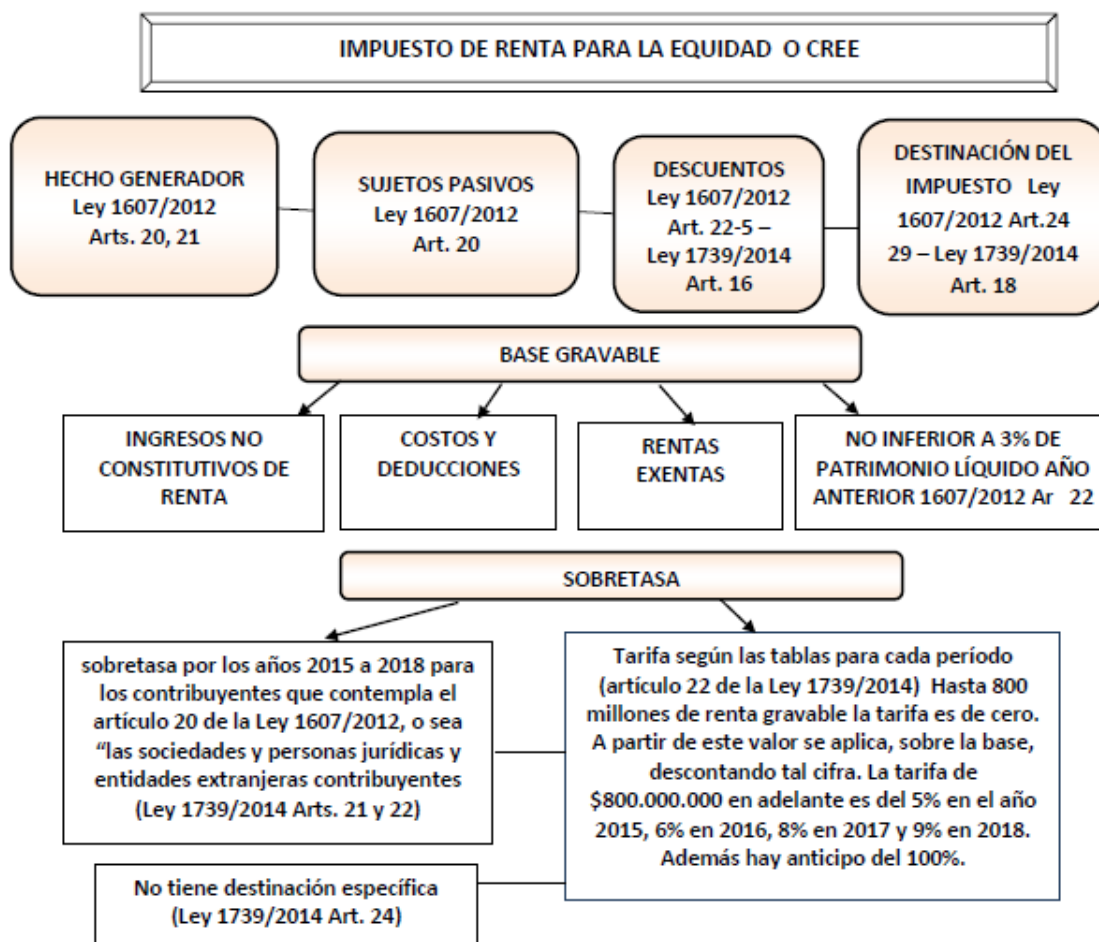 IMPUESTO DE RENTA PARA LA EQUIDAD O CREE
HECHO GENERADOR
Ley 1607/2012
Arts. 20, 21
SUJETOS PASIVOS
Ley 1607/2012
Art. 20
DESCUENTOS
Ley 1607/2012
Art. 22-5 –
Ley 1739/2014
Art. 16
DESTINACIÓN DEL
IMPUESTO Ley
1607/2012 Art.24
29 – Ley 1739/2014
Art. 18
BASE GRAVABLE
INGRESOS NO
CONSTITUTIVOS DE
RENTA
COSTOS Y
DEDUCCIONES
RENTAS
EXENTAS
NO INFERIOR A 3% DE
PATRIMONIO LÍQUIDO AÑO
ANTERIOR 1607/2012 Ar 22
SOBRETASA
sobretasa por los años 2015 a 2018 para
los contribuyentes que contempla el
artículo 20 de la Ley 1607/2012, o sea
“las sociedades y personas jurídicas y
entidades extranjeras contribuyentes
(Ley 1739/2014 Arts. 21 y 22)
Tarifa según las tablas para cada período
(artículo 22 de la Ley 1739/2014) Hasta 800
millones de renta gravable la tarifa es de cero.
A partir de este valor se aplica, sobre la base,
descontando tal cifra. La tarifa de
$800.000.000 en adelante es del 5% en el año
2015, 6% en 2016, 8% en 2017 y 9% en 2018.
Además hay anticipo del 100%.
No tiene destinación específica
(Ley 1739/2014 Art. 24)